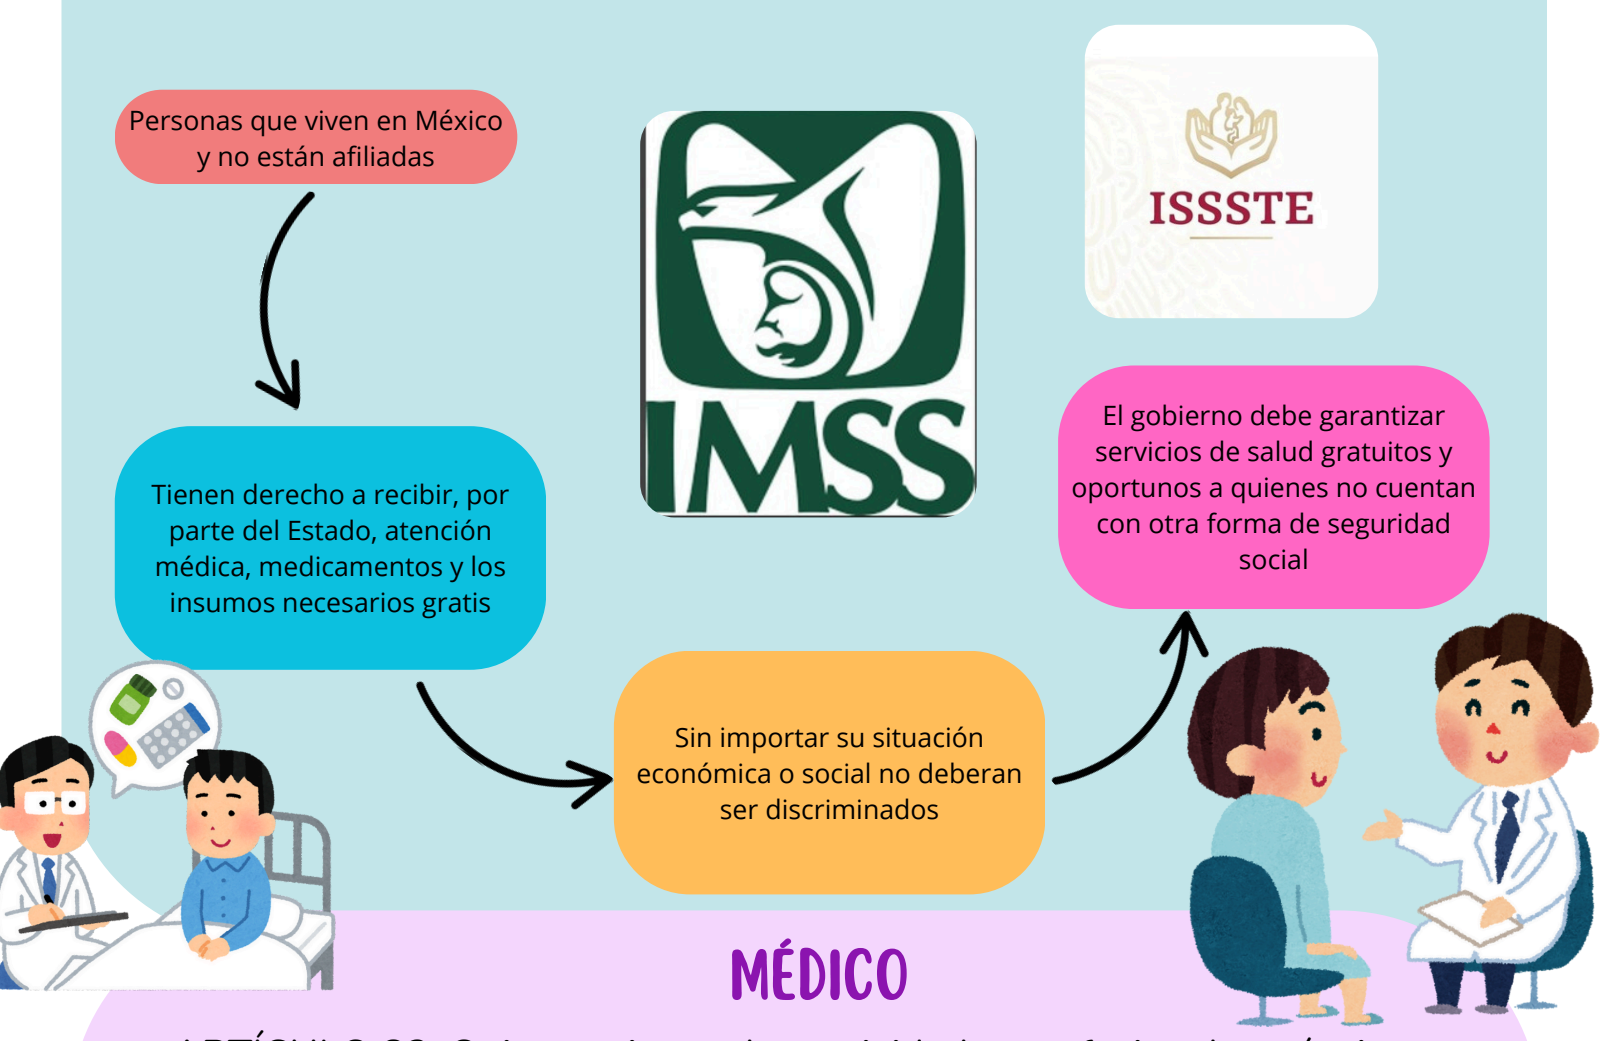 Personas que viven en México
y no están afiliadas
IMSS
ISSSTE
Tienen derecho a recibir, por
parte del Estado, atención
médica, medicamentos y los
insumos necesarios gratis
Sin importar su situación
económica o social no deberan
ser discriminados
El gobierno debe garantizar
servicios de salud gratuitos y
oportunos a quienes no cuentan
con otra forma de seguridad
social
MÉDICO
ARTÍCULO